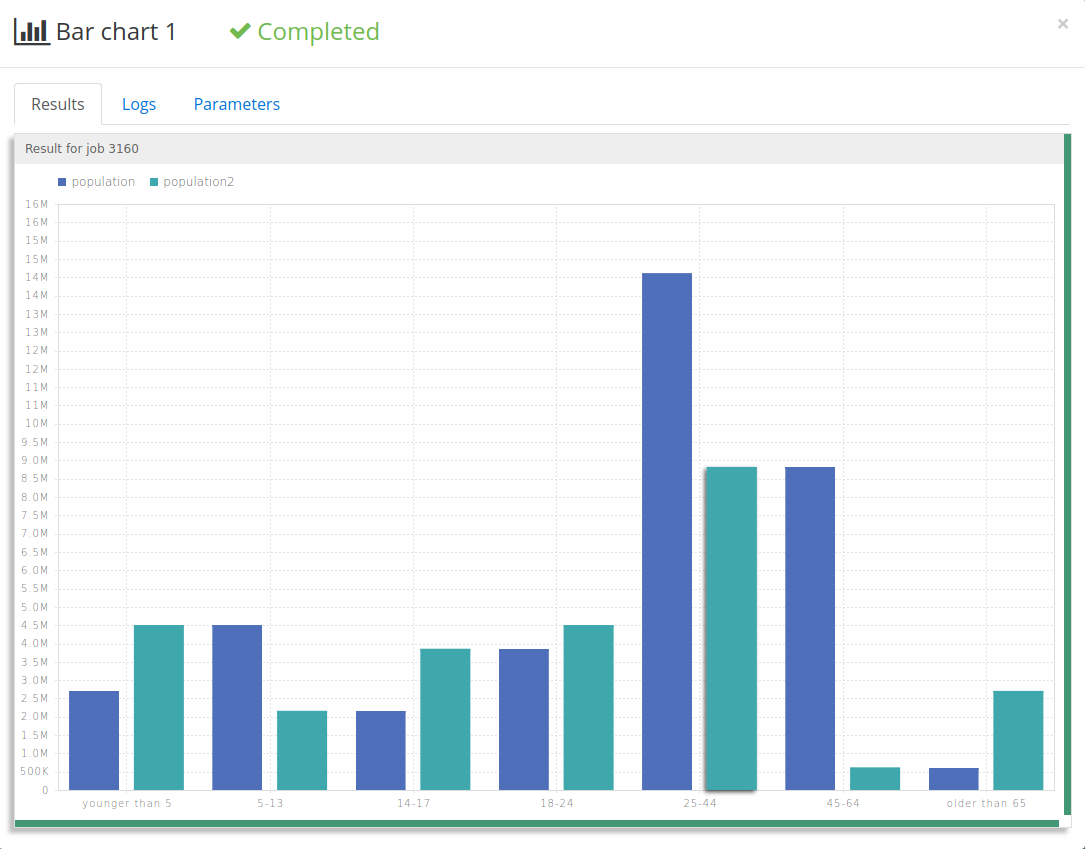 Bar chart 1 Completed ×
Results Logs Parameters
Result for job 3160
population population2
16M
16M
15M
15M
14M
14M
13M
13M
12M
12M
11M
11M
10M
9.5M
9.0M
8.5M
8.0M
7.5M
7.0M
6.5M
6.0M
5.5M
5.0M
4.5M
4.0M
3.5M
3.0M
2.5M
2.0M
1.5M
1.0M
500K
0
younger than 5 5-13 14-17 18-24 25-44 45-64 older than 65